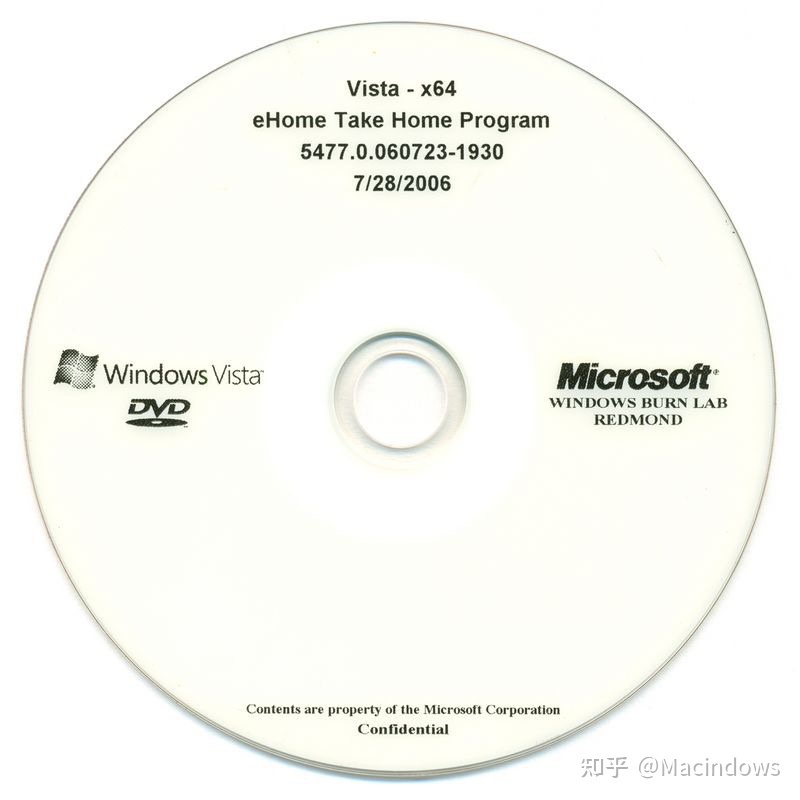 Vista - x64
eHome Take Home Program
5477.0.060723-1930
7/28/2006
Windows Vista™
DVD
Microsoft®
WINDOWS BURN LAB
REDMOND
Contents are property of the Microsoft Corporation
Confidential
知乎 @Macindows